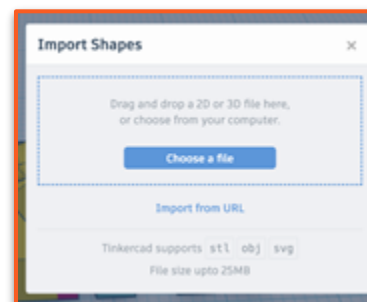 Import Shapes
×
Drag and drop a 2D or 3D file here,
or choose from your computer.
Choose a file
Import from URL
Tinkercad supports stl obj svg
File size upto 25MB